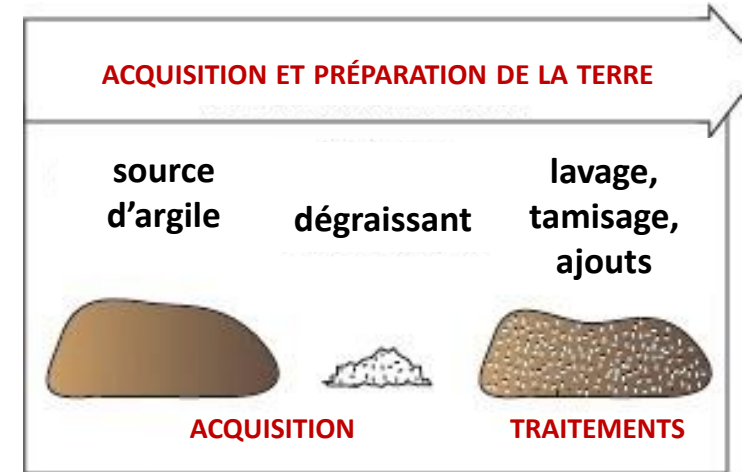 ACQUISITION ET PRÉPARATION DE LA TERRE
source
d’argile
dégraissant
lavage,
tamisage,
ajouts
ACQUISITION
TRAITEMENTS